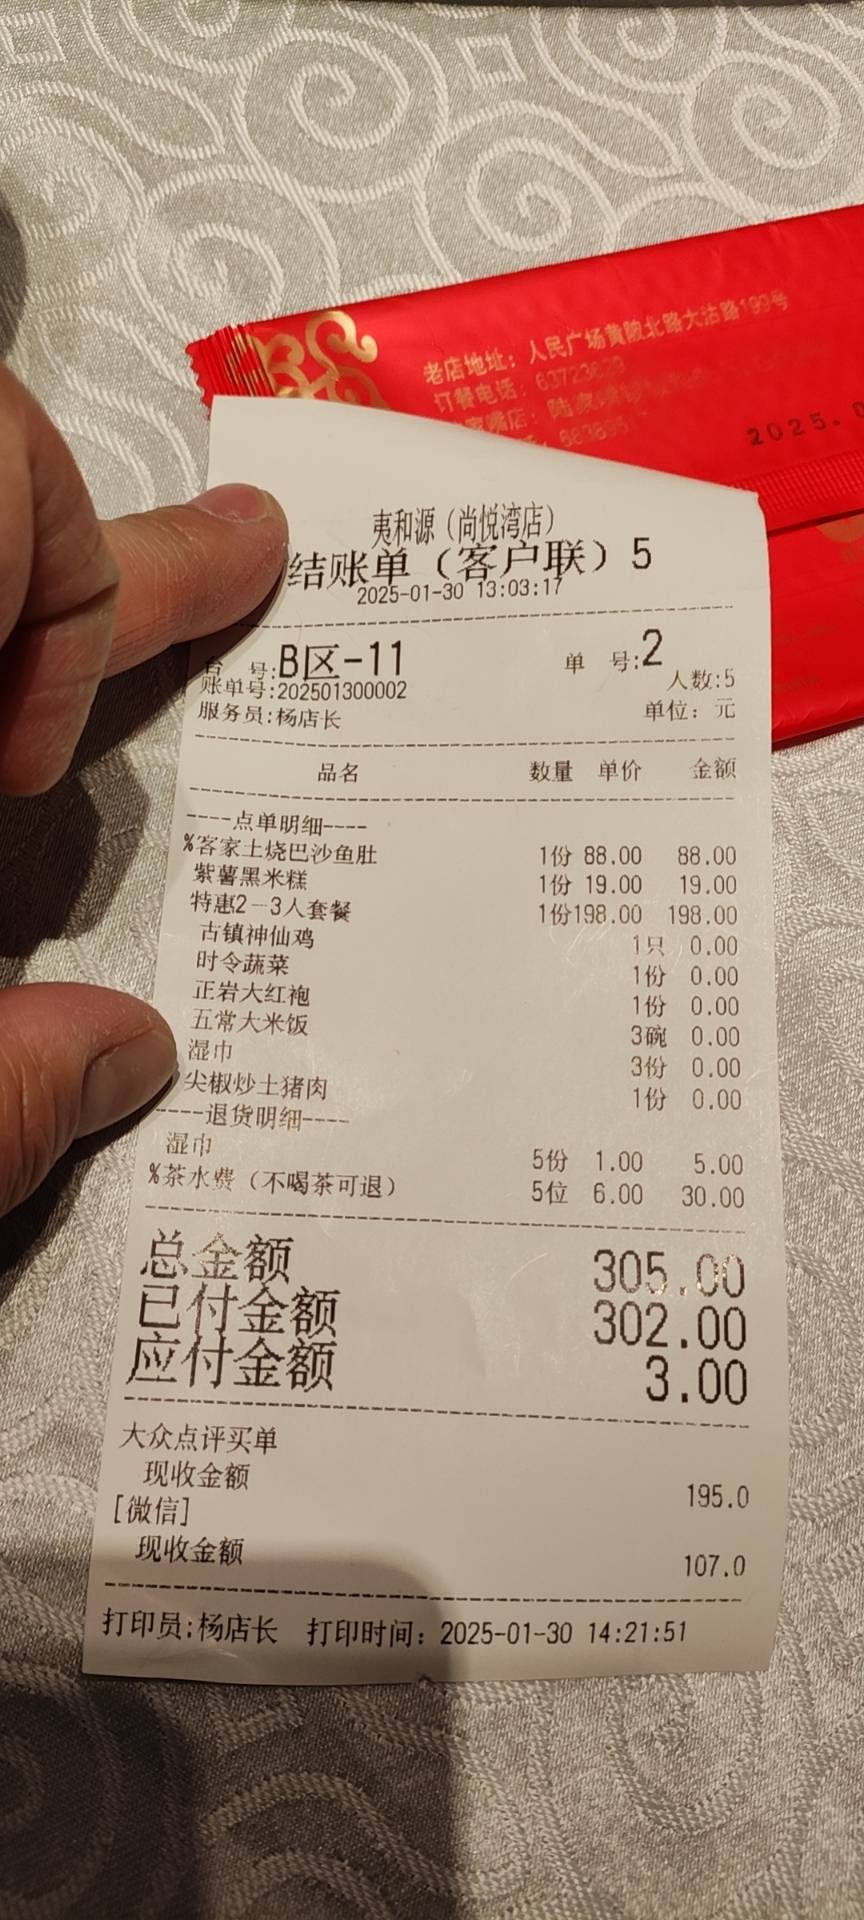 老店地址：人民广场黄陂北路大沽路199号
订餐电话：63723629
2025.0
夷和源（尚悦湾店）
结账单（客户联）5
2025-01-30 13:03:17
台 号:B区-11 单 号:2
账单号:202501300002 人数:5
服务员:杨店长 单位：元
品名 数量 单价 金额
----点单明细----
%客家土烧巴沙鱼肚 1份 88.00 88.00
紫薯黑米糕 1份 19.00 19.00
特惠2-3人套餐 1份198.00 198.00
古镇神仙鸡 1只 0.00
时令蔬菜 1份 0.00
正岩大红袍 1份 0.00
五常大米饭 3碗 0.00
湿巾 3份 0.00
尖椒炒土猪肉 1份 0.00
----退货明细----
湿巾 5份 1.00 5.00
%茶水费（不喝茶可退） 5位 6.00 30.00
总金额 305.00
已付金额 302.00
应付金额 3.00
大众点评买单
现收金额 195.0
[微信]
现收金额 107.0
打印员:杨店长 打印时间：2025-01-30 14:21:51